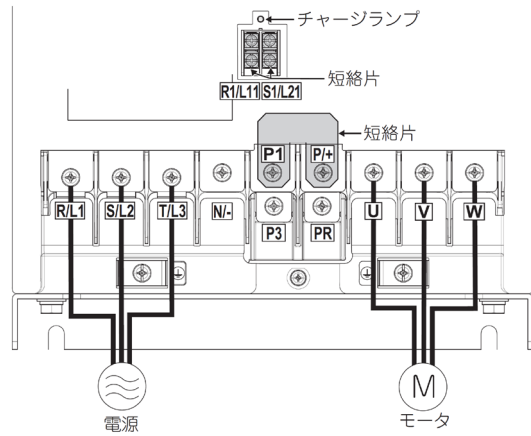 チャージランプ
短絡片
R1/L11 S1/L21
短絡片
P1 P/+
R/L1 S/L2 T/L3 N/- U V W
P3 PR
M
電源 モータ